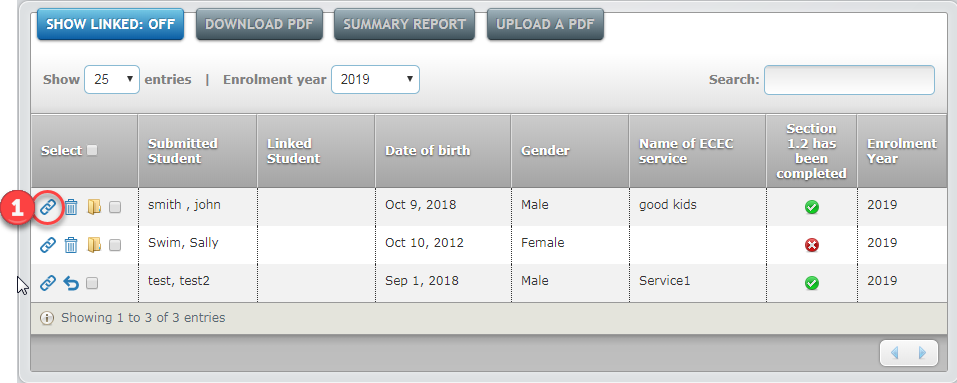 SHOW LINKED: OFF DOWNLOAD PDF SUMMARY REPORT UPLOAD A PDF
Show 25 entries | Enrolment year 2019 Search:
Select Submitted Student Linked Student Date of birth Gender Name of ECEC service Section 1.2 has been completed Enrolment Year
1 smith , john Oct 9, 2018 Male good kids 2019
Swim, Sally Oct 10, 2012 Female 2019
test, test2 Sep 1, 2018 Male Service1 2019
Showing 1 to 3 of 3 entries